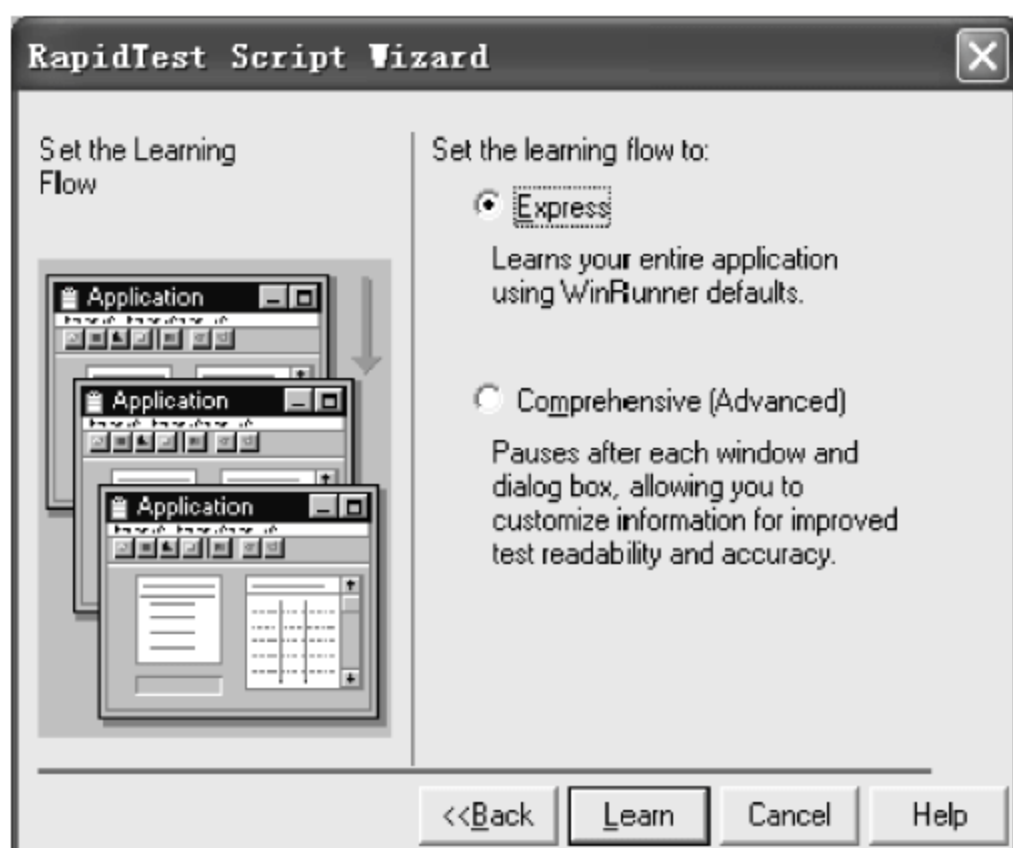 RapidTest Script Wizard
Set the Learning
Flow
Application
Application
Application
Set the learning flow to:
Express
Learns your entire application
using WinRunner defaults.
Comprehensive (Advanced)
Pauses after each window and
dialog box, allowing you to
customize information for improved
test readability and accuracy.
<<Back
Learn
Cancel
Help